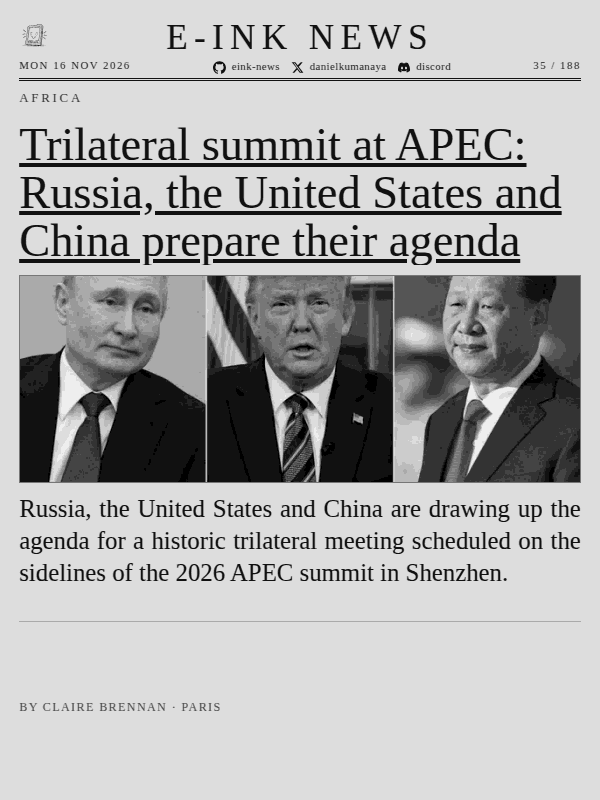 E-INK NEWS
MON 16 NOV 2026
eink-news danielkumanaya discord
35 / 188
AFRICA
Trilateral summit at APEC:
Russia, the United States and
China prepare their agenda
Russia, the United States and China are drawing up the
agenda for a historic trilateral meeting scheduled on the
sidelines of the 2026 APEC summit in Shenzhen.
BY CLAIRE BRENNAN · PARIS